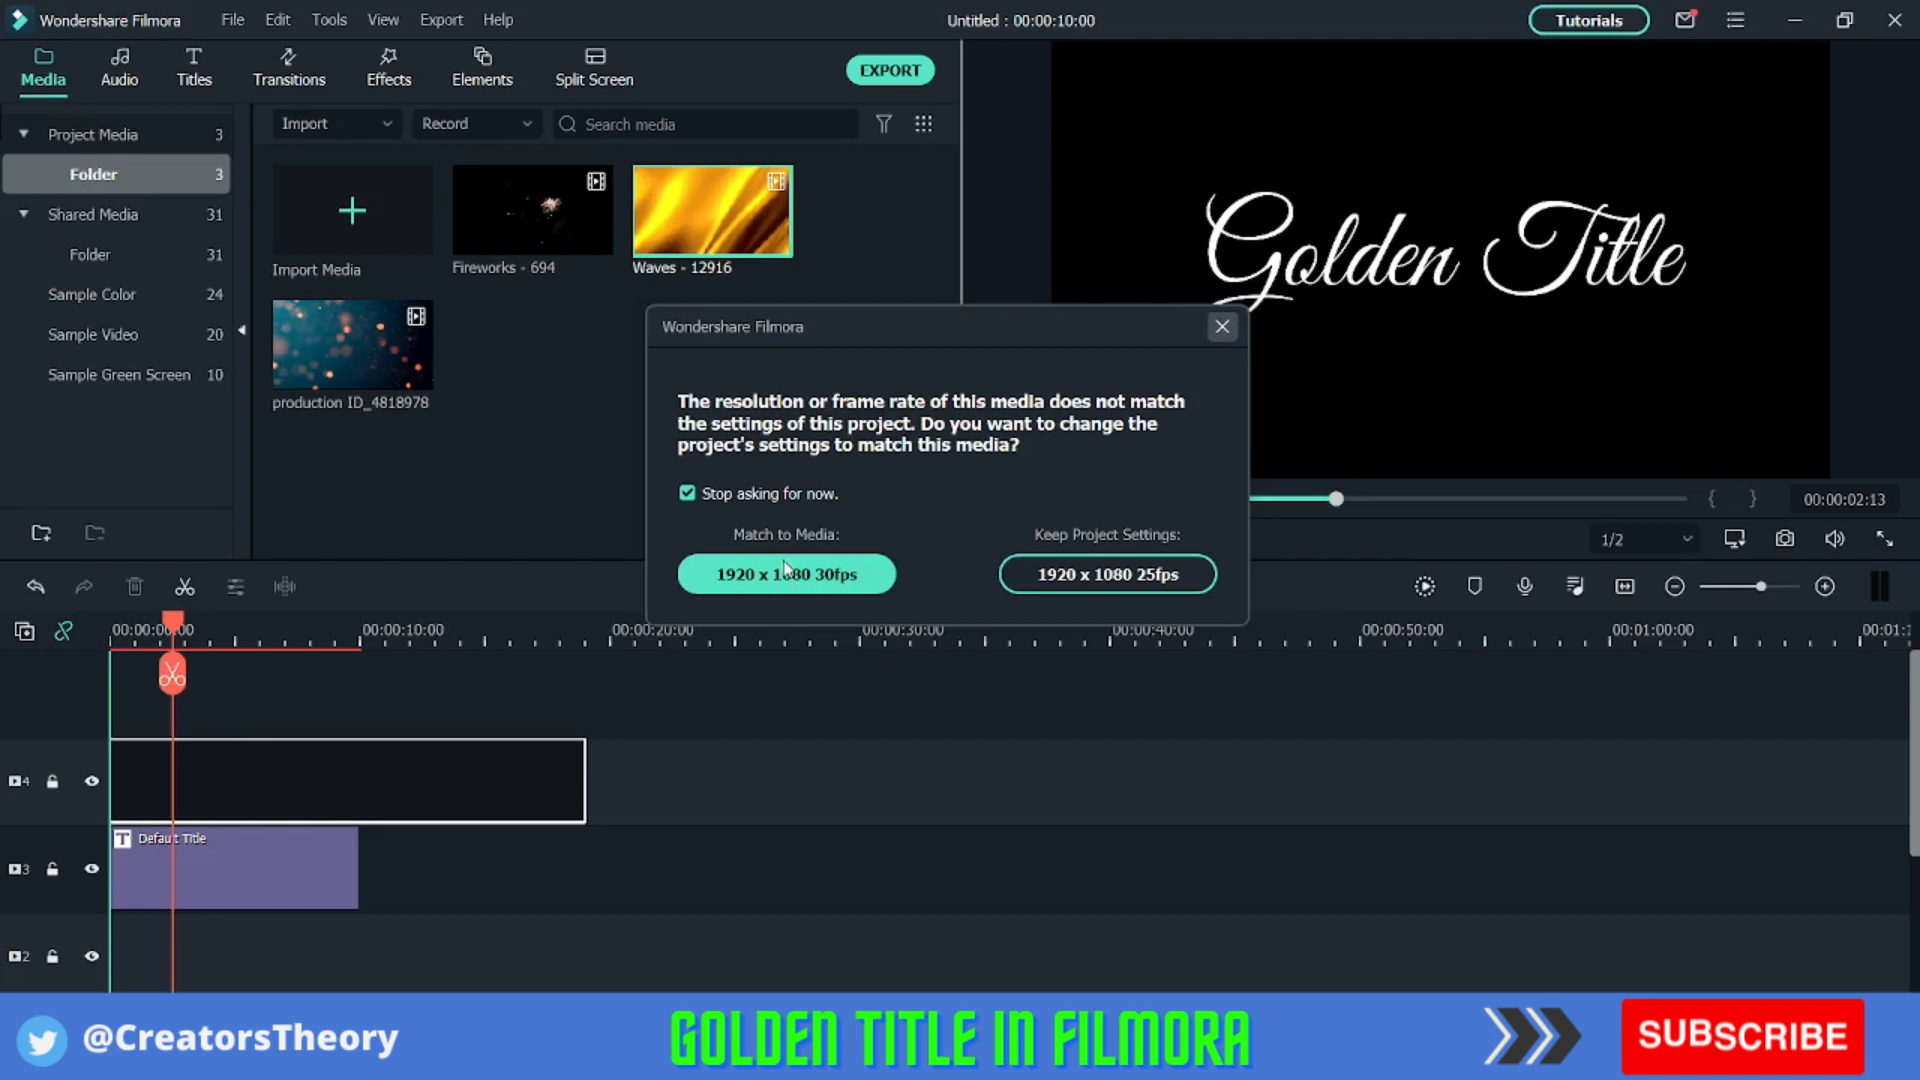 Wondershare Filmora
File
Edit
Tools
View
Export
Help
Untitled : 00:00:10:00
Tutorials
Media
Audio
Titles
Transitions
Effects
Elements
Split Screen
EXPORT
Project Media 3
Folder 3
Shared Media 31
Folder 31
Sample Color 24
Sample Video 20
Sample Green Screen 10
Import
Record
Search media
Import Media
Fireworks - 694
Waves - 12916
production ID_4818978
Golden Title
Wondershare Filmora
The resolution or frame rate of this media does not match
the settings of this project. Do you want to change the
project's settings to match this media?
Stop asking for now.
Match to Media:
Keep Project Settings:
1920 x 1080 30fps
1920 x 1080 25fps
00:00:02:13
1/2
00:00:10:00
00:00:20:00
00:00:30:00
00:00:40:00
00:00:50:00
00:01:00:00
4
T Default Title
3
2
@CreatorsTheory
GOLDEN TITLE IN FILMORA
SUBSCRIBE